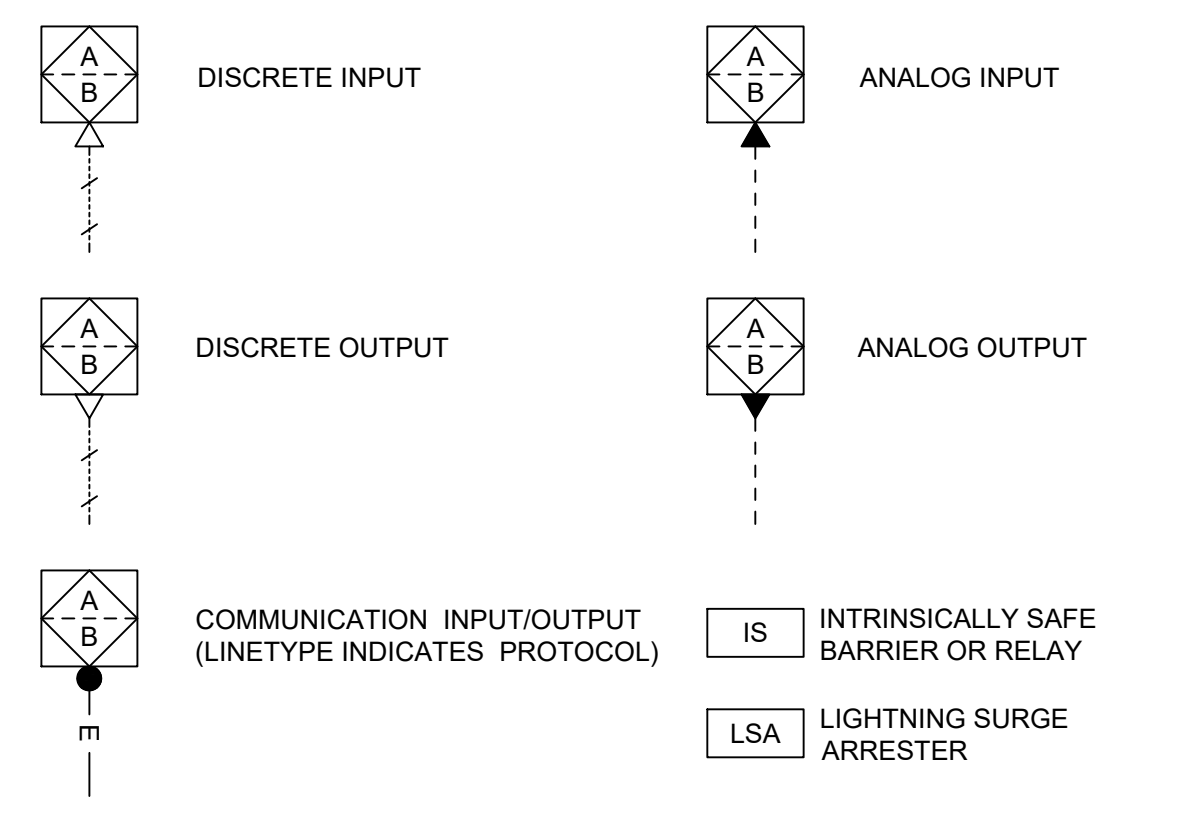 A
B
DISCRETE INPUT
A
B
ANALOG INPUT
A
B
DISCRETE OUTPUT
A
B
ANALOG OUTPUT
A
B
COMMUNICATION INPUT/OUTPUT
(LINETYPE INDICATES PROTOCOL)
E
IS
INTRINSICALLY SAFE
BARRIER OR RELAY
LSA
LIGHTNING SURGE
ARRESTER